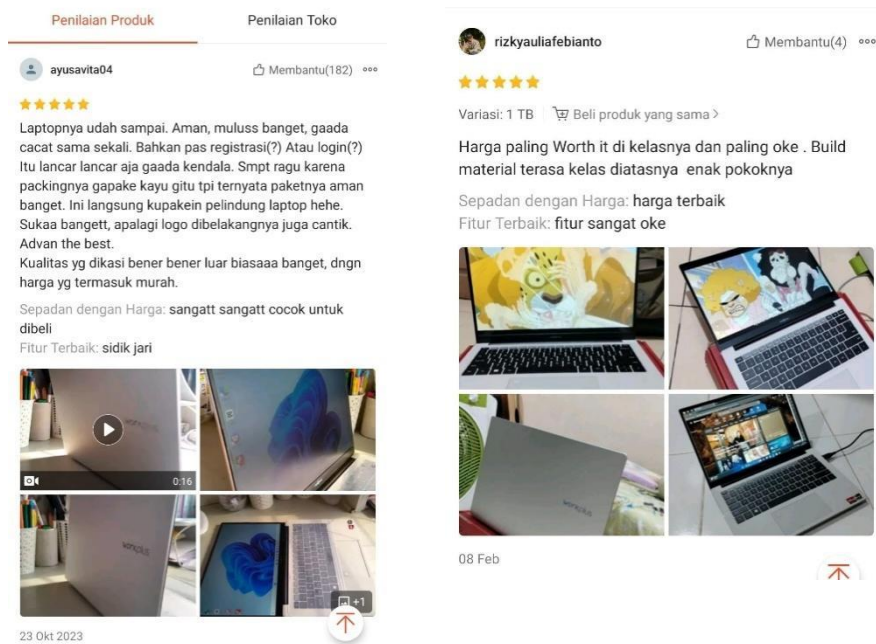 Penilaian Produk
Penilaian Toko
ayusavita04
Membantu(182)
Laptopnya udah sampai. Aman, muluss banget, gaada
cacat sama sekali. Bahkan pas registrasi(?) Atau login(?)
Itu lancar lancar aja gaada kendala. Smpt ragu karena
packingnya gapake kayu gitu tpi ternyata paketnya aman
banget. Ini langsung kupakein pelindung laptop hehe.
Sukaa bangett, apalagi logo dibelakangnya juga cantik.
Advan the best.
Kualitas yg dikasi bener bener luar biasaaa banget, dngn
harga yg termasuk murah.
Sepadan dengan Harga: sangatt sangatt cocok untuk
dibeli
Fitur Terbaik: sidik jari
0:16
workplus
+1
23 Okt 2023
rizkyauliafebianto
Membantu(4)
Variasi: 1 TB
Beli produk yang sama >
Harga paling Worth it di kelasnya dan paling oke . Build
material terasa kelas diatasnya  enak pokoknya
Sepadan dengan Harga: harga terbaik
Fitur Terbaik: fitur sangat oke
08 Feb